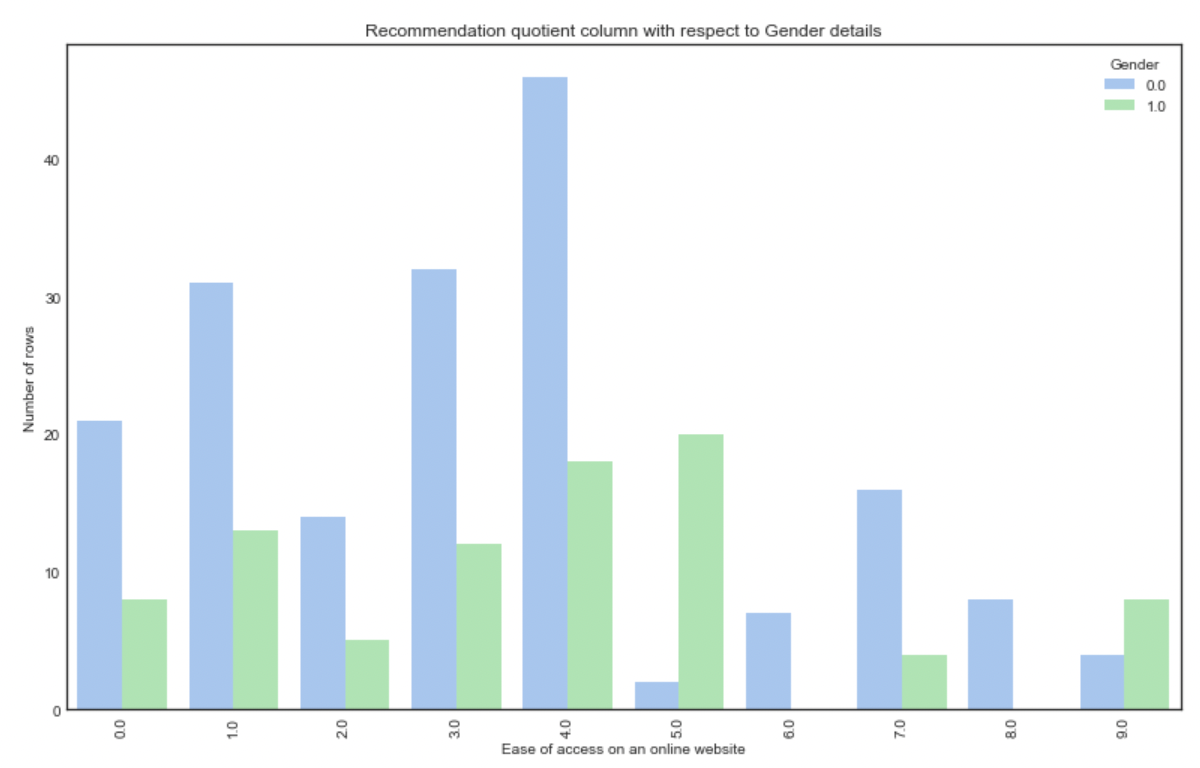 Recommendation quotient column with respect to Gender details
Gender
0.0
1.0
Number of rows
40
30
20
10
0
0.0 1.0 2.0 3.0 4.0 5.0 6.0 7.0 8.0 9.0
Ease of access on an online website